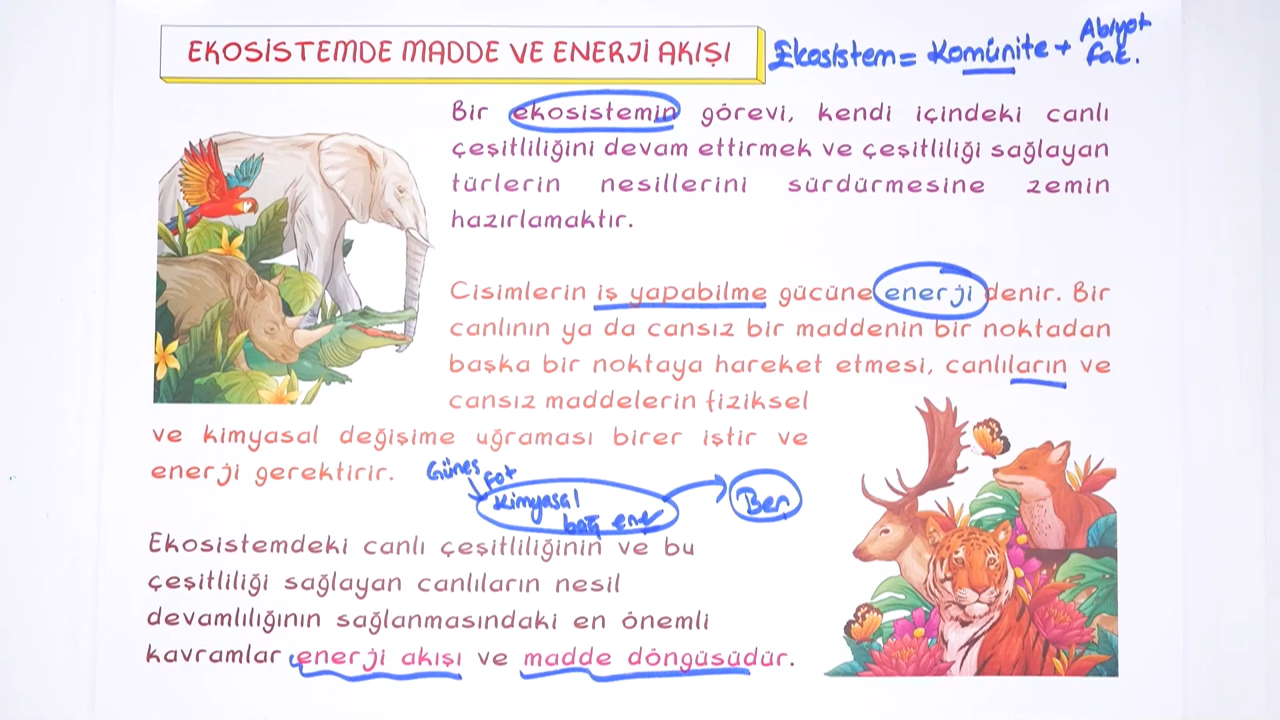 EKOSİSTEMDE MADDE VE ENERJİ AKIŞI
Ekosistem = Komünite + Abiyot Fak.
Bir ekosistemin görevi, kendi içindeki canlı
çeşitliliğini devam ettirmek ve çeşitliliği sağlayan
türlerin nesillerini sürdürmesine zemin
hazırlamaktır.
Cisimlerin iş yapabilme gücüne enerji denir. Bir
canlının ya da cansız bir maddenin bir noktadan
başka bir noktaya hareket etmesi, canlıların ve
cansız maddelerin fiziksel
ve kimyasal değişime uğraması birer iştir ve
enerji gerektirir.
Güneş
Fot
Kimyasal
bağ ener
Ben
Ekosistemdeki canlı çeşitliliğinin ve bu
çeşitliliği sağlayan canlıların nesil
devamlılığının sağlanmasındaki en önemli
kavramlar enerji akışı ve madde döngüsüdür.